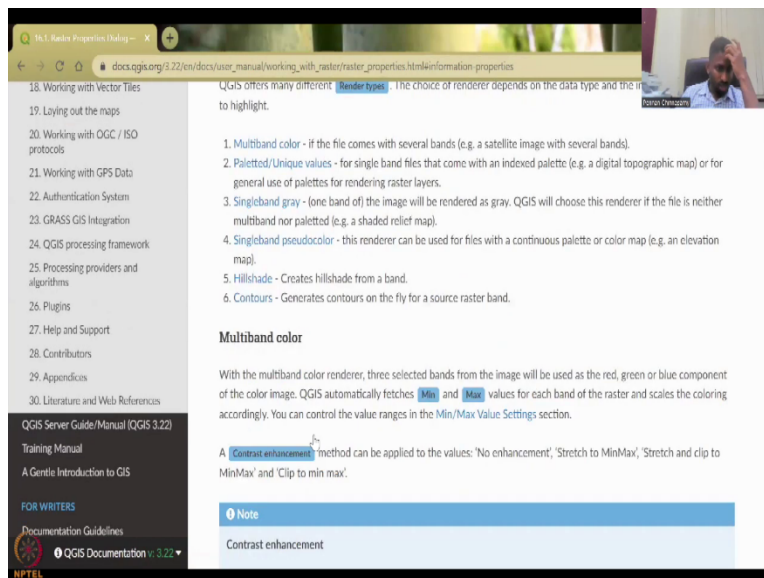 16.1. Raster Properties Dialog —
docs.qgis.org/3.22/en/docs/user_manual/working_with_raster/raster_properties.html#information-properties
Ponnan Chinnasami
18. Working with Vector Tiles
19. Laying out the maps
20. Working with OGC / ISO
protocols
21. Working with GPS Data
22. Authentication System
23. GRASS GIS Integration
24. QGIS processing framework
25. Processing providers and
algorithms
26. Plugins
27. Help and Support
28. Contributors
29. Appendices
30. Literature and Web References
QGIS Server Guide/Manual (QGIS 3.22)
Training Manual
A Gentle Introduction to GIS
FOR WRITERS
Documentation Guidelines
QGIS Documentation v: 3.22
NPTEL
QGIS offers many different Render types . The choice of renderer depends on the data type and the
to highlight.
1. Multiband color - if the file comes with several bands (e.g. a satellite image with several bands).
2. Paletted/Unique values - for single band files that come with an indexed palette (e.g. a digital topographic map) or for
general use of palettes for rendering raster layers.
3. Singleband gray - (one band of) the image will be rendered as gray. QGIS will choose this renderer if the file is neither
multiband nor paletted (e.g. a shaded relief map).
4. Singleband pseudocolor - this renderer can be used for files with a continuous palette or color map (e.g. an elevation
map).
5. Hillshade - Creates hillshade from a band.
6. Contours - Generates contours on the fly for a source raster band.
Multiband color
With the multiband color renderer, three selected bands from the image will be used as the red, green or blue component
of the color image. QGIS automatically fetches Min and Max values for each band of the raster and scales the coloring
accordingly. You can control the value ranges in the Min/Max Value Settings section.
A Contrast enhancement method can be applied to the values: 'No enhancement', 'Stretch to MinMax', 'Stretch and clip to
MinMax' and 'Clip to min max'.
Note
Contrast enhancement